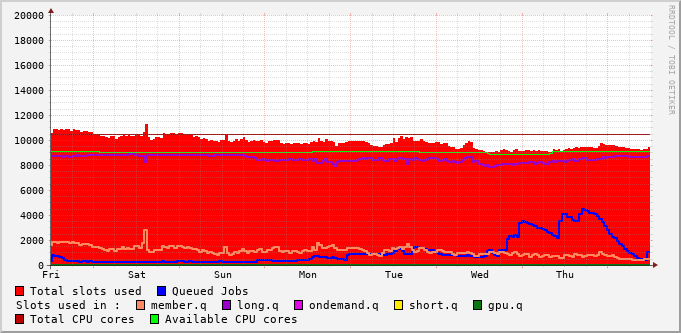 20000
18000
16000
14000
12000
10000
8000
6000
4000
2000
0
Fri Sat Sun Mon Tue Wed Thu
Total slots used Queued Jobs
Slots used in : member.q long.q ondemand.q short.q gpu.q
Total CPU cores Available CPU cores
RRDTOOL / TOBI OETIKER